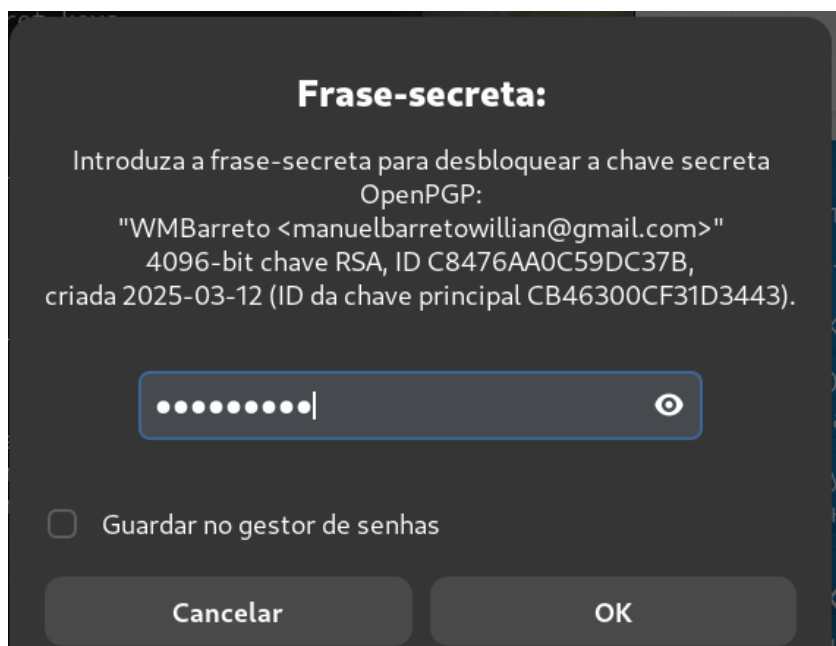 Frase-secreta:
Introduza a frase-secreta para desbloquear a chave secreta
OpenPGP:
"WMBarreto <manuelbarretowillian@gmail.com>"
4096-bit chave RSA, ID C8476AA0C59DC37B,
criada 2025-03-12 (ID da chave principal CB46300CF31D3443).
Guardar no gestor de senhas
Cancelar
OK